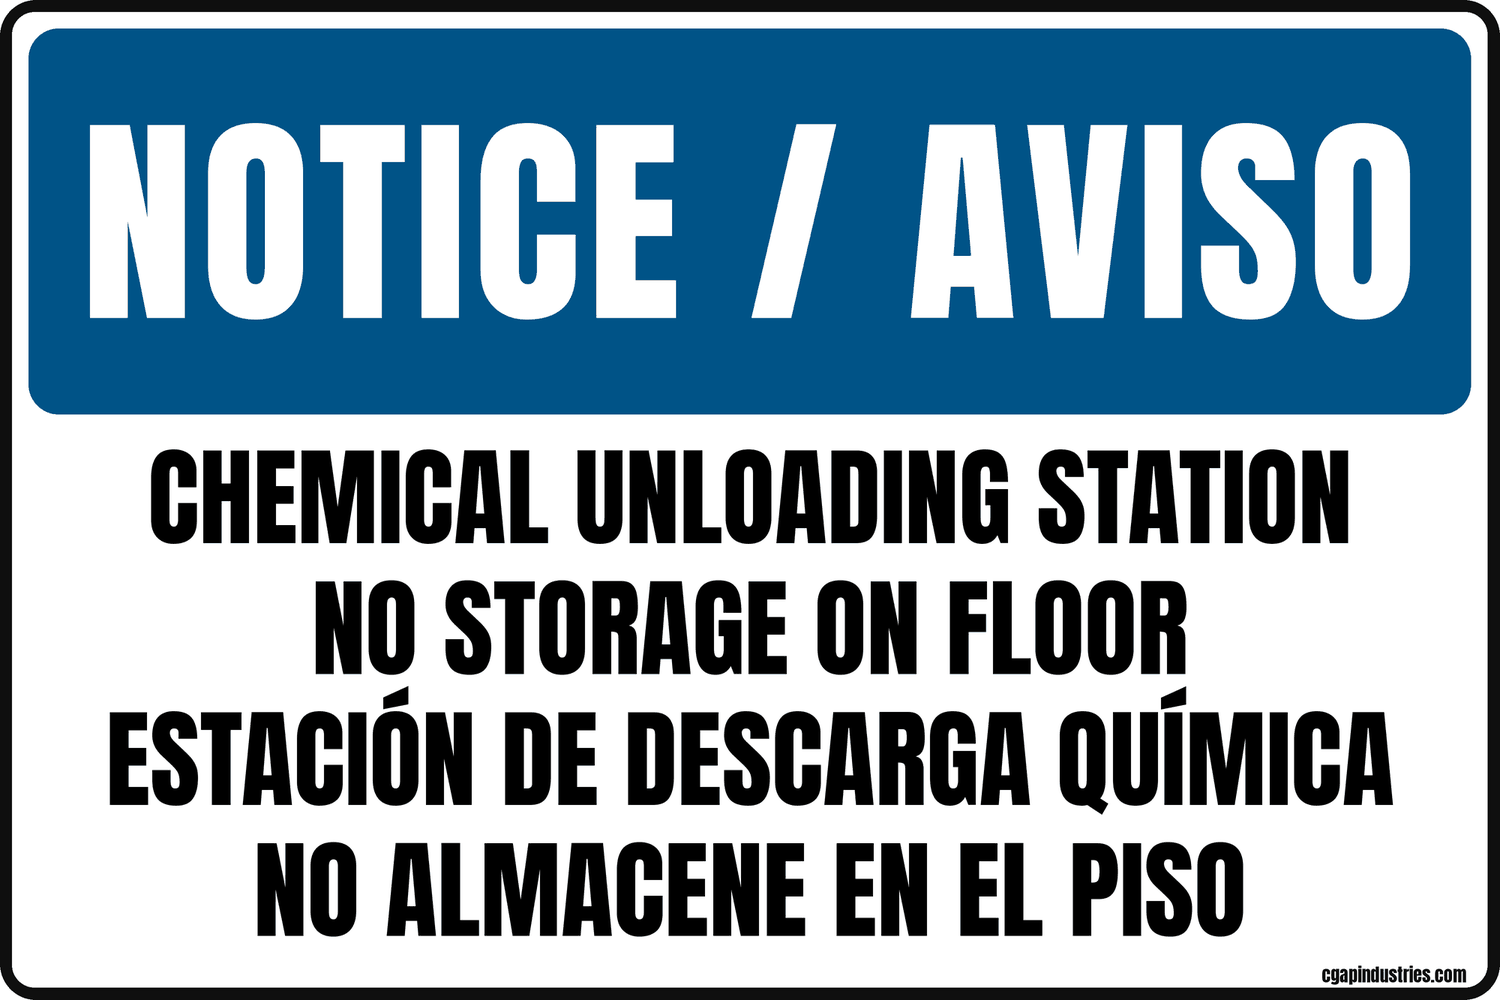 NOTICE / AVISO
CHEMICAL UNLOADING STATION
NO STORAGE ON FLOOR
ESTACIÓN DE DESCARGA QUÍMICA
NO ALMACENE EN EL PISO
cgapindustries.com